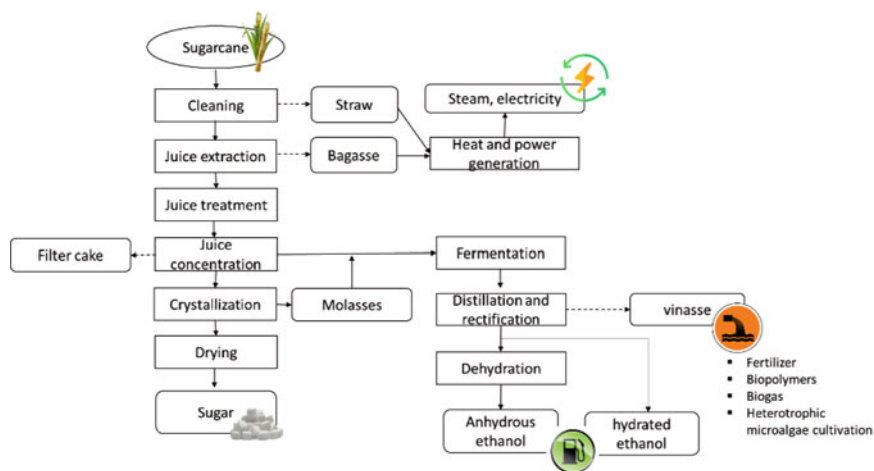 Sugarcane
Cleaning
Straw
Steam, electricity
Juice extraction
Bagasse
Heat and power
generation
Juice treatment
Filter cake
Juice
concentration
Fermentation
Crystallization
Molasses
Distillation and
rectification
vinasse
Drying
Dehydration
▪ Fertilizer
▪ Biopolymers
▪ Biogas
▪ Heterotrophic
microalgae cultivation
Sugar
Anhydrous
ethanol
hydrated
ethanol